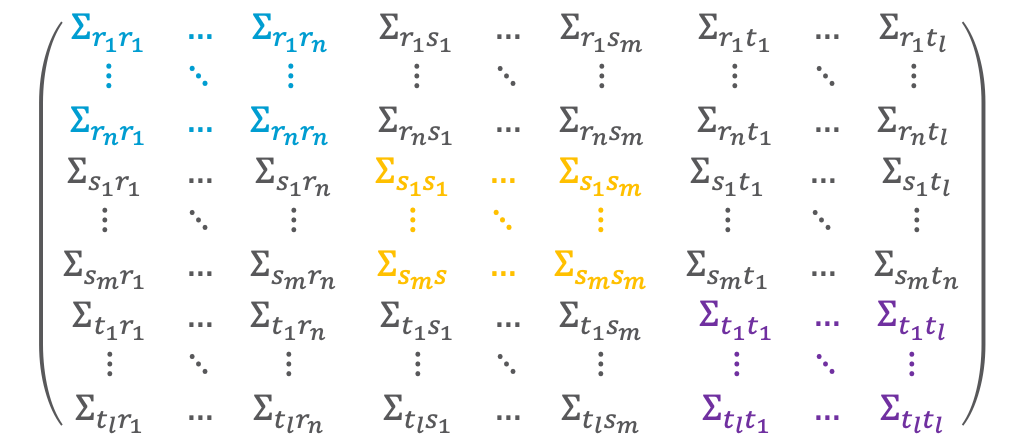 Σr₁r₁ … Σr₁rₙ Σr₁s₁ … Σr₁sₘ Σr₁t₁ … Σr₁tₗ
⋮ ⋱ ⋮ ⋮ ⋱ ⋮ ⋮ ⋱ ⋮
Σrₙr₁ … Σrₙrₙ Σrₙs₁ … Σrₙsₘ Σrₙt₁ … Σrₙtₗ
Σs₁r₁ … Σs₁rₙ Σs₁s₁ … Σs₁sₘ Σs₁t₁ … Σs₁tₗ
⋮ ⋱ ⋮ ⋮ ⋱ ⋮ ⋮ ⋱ ⋮
Σsₘr₁ … Σsₘrₙ Σsₘs … Σsₘsₘ Σsₘt₁ … Σsₘtₙ
Σt₁r₁ … Σt₁rₙ Σt₁s₁ … Σt₁sₘ Σt₁t₁ … Σt₁tₗ
⋮ ⋱ ⋮ ⋮ ⋱ ⋮ ⋮ ⋱ ⋮
Σtₗr₁ … Σtₗrₙ Σtₗs₁ … Σtₗsₘ Σtₗt₁ … Σtₗtₗ